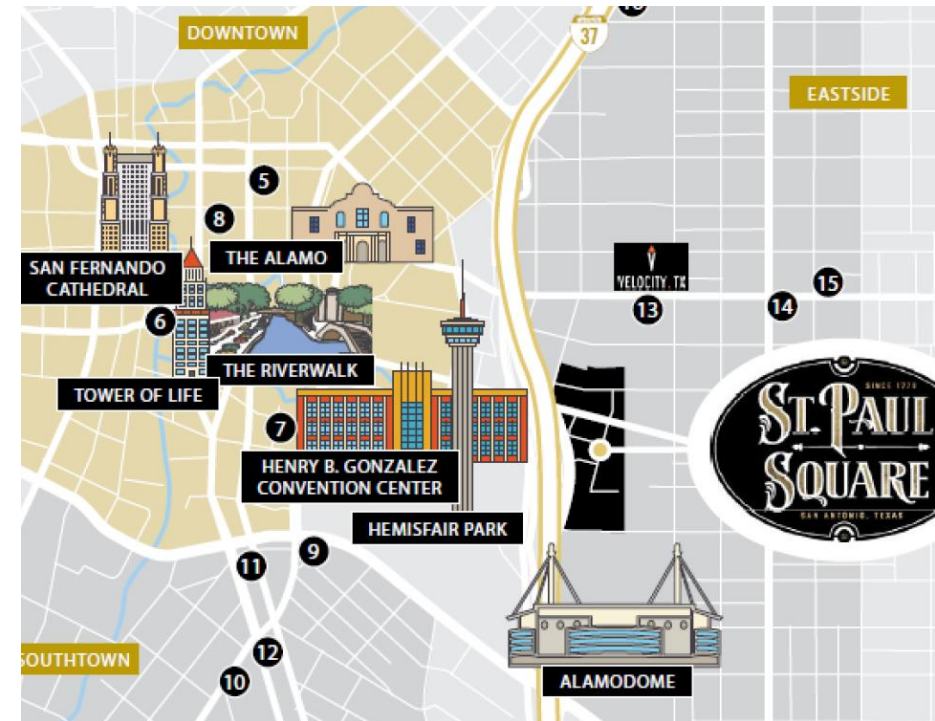 DOWNTOWN
37
EASTSIDE
5
8
THE ALAMO
SAN FERNANDO
CATHEDRAL
VELOCITY. TX
13
14
15
6
THE RIVERWALK
TOWER OF LIFE
7
HENRY B. GONZALEZ
CONVENTION CENTER
HEMISFAIR PARK
SINCE 1770
ST. PAUL
SQUARE
SAN ANTONIO, TEXAS
9
11
12
10
SOUTHTOWN
ALAMODOME